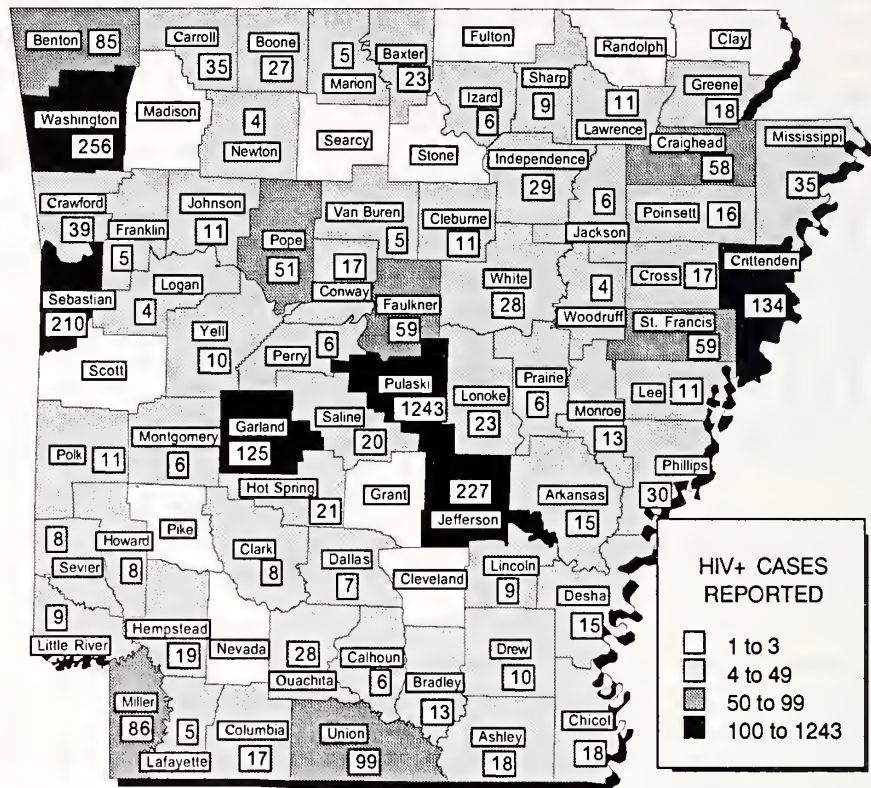 Benton 85
Carroll
35
Boone
27
5
Marion
Baxter
23
Fulton
Randolph
Clay
Sharp
9
Izard
6
11
Lawrence
Greene
18
Washington
256
Madison
4
Newton
Searcy
Stone
Independence
29
Craighead
58
Mississippi
35
Crawford
39
Franklin
5
Johnson
11
Pope
51
Van Buren
5
Cleburne
11
6
Jackson
Poinsett 16
Sebastian
210
Logan
4
17
Conway
Faulkner
59
White
28
4
Woodruff
Cross 17
Crittenden
134
St. Francis
59
Scott
Yell
10
Perry 6
Pulaski
1243
Lonoke
23
Prairie
6
Monroe
13
Lee 11
Polk 11
Montgomery
6
Garland
125
Saline
20
Hot Spring
21
Grant
227
Jefferson
Arkansas
15
Phillips
30
8
Sevier
Howard
8
Pike
Clark
8
Dallas
7
Cleveland
Lincoln
9
Desha
15
9
Little River
Hempstead
19
Nevada
28
Ouachita
Calhoun
6
Bradley
13
Drew
10
Miller
86
5
Lafayette
Columbia
17
Union
99
Ashley
18
Chicol
18
HIV+ CASES
REPORTED
1 to 3
4 to 49
50 to 99
100 to 1243